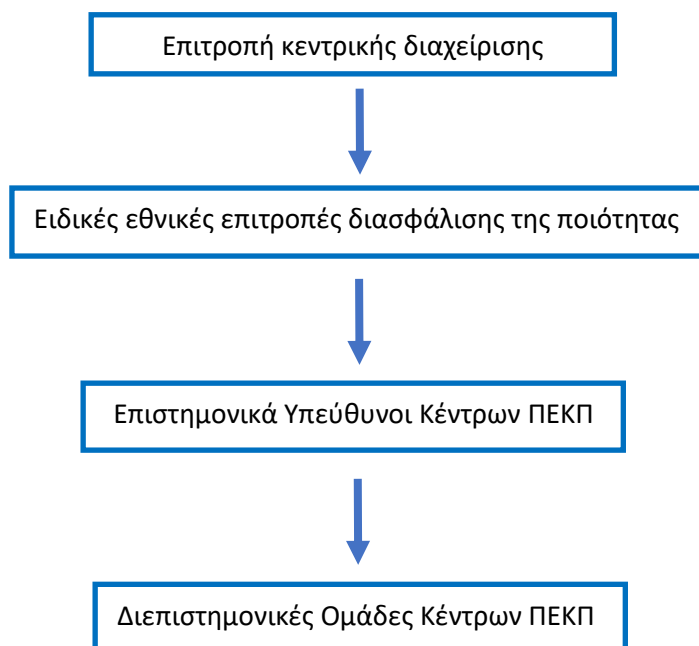 Επιτροπή κεντρικής διαχείρισης
Ειδικές εθνικές επιτροπές διασφάλισης της ποιότητας
Επιστημονικά Υπεύθυνοι Κέντρων ΠΕΚΠ
Διεπιστημονικές Ομάδες Κέντρων ΠΕΚΠ